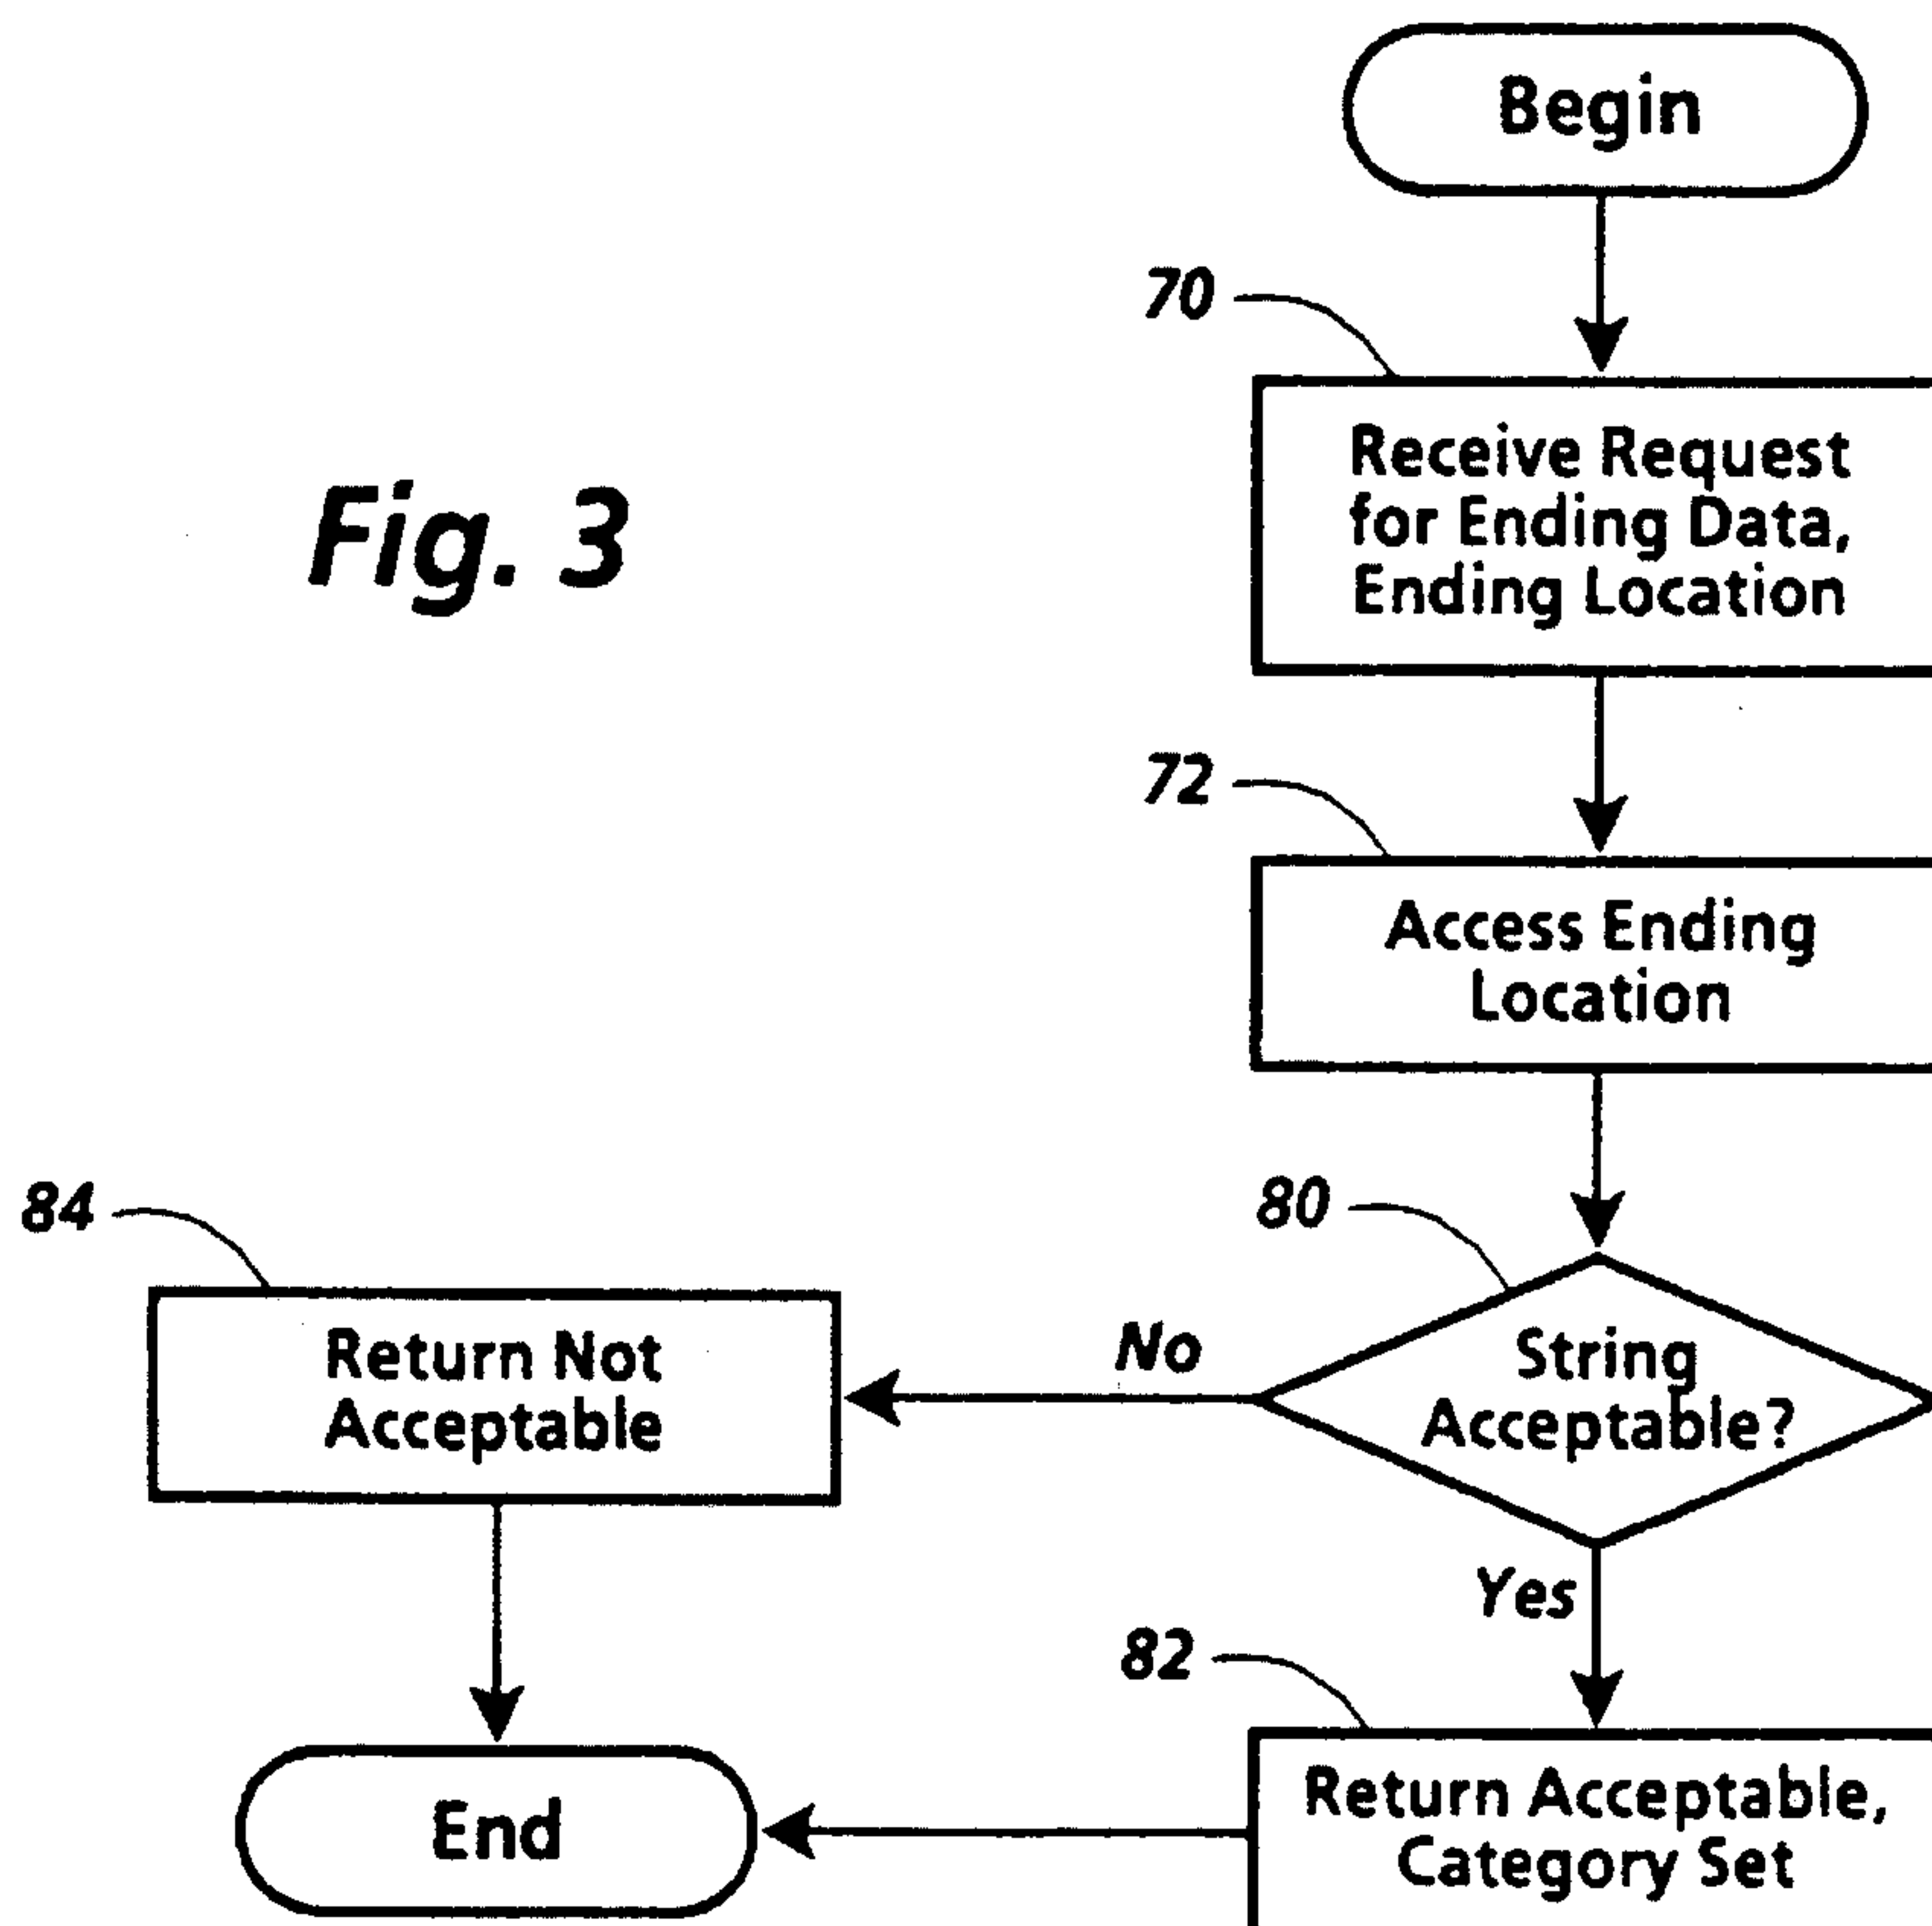 Begin
70
Receive Request
for Ending Data,
Ending Location
Fig. 3
72
Access Ending
Location
84
80
Return Not
Acceptable
No
String
Acceptable?
Yes
82
End
Return Acceptable,
Category Set